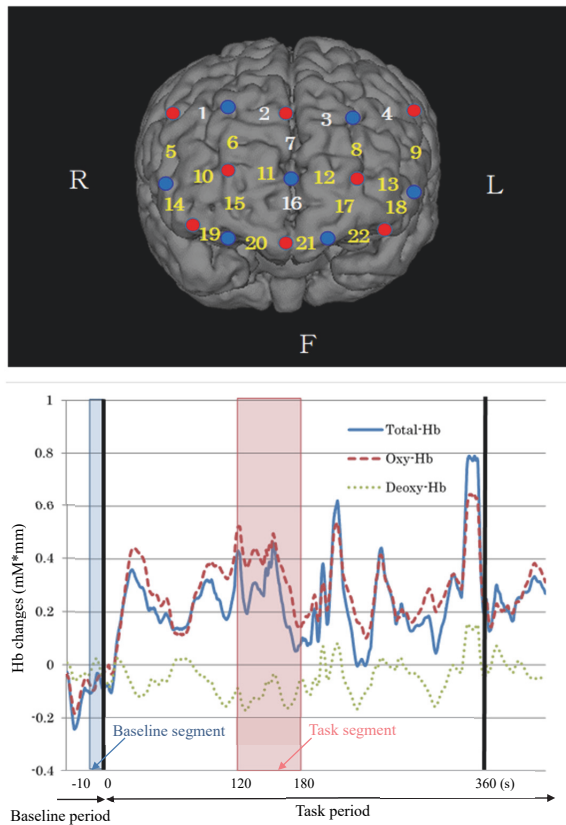 1 2 3 4
5 6 7 8 9
10 11 12 13
14 15 16 17 18
19 20 21 22
R L
F
Hb changes (mM*mm)
1
0.8
0.6
0.4
0.2
0
-0.2
-0.4
Total-Hb
Oxy-Hb
Deoxy-Hb
Baseline segment
Task segment
-10 0 120 180 360 (s)
Baseline period
Task period